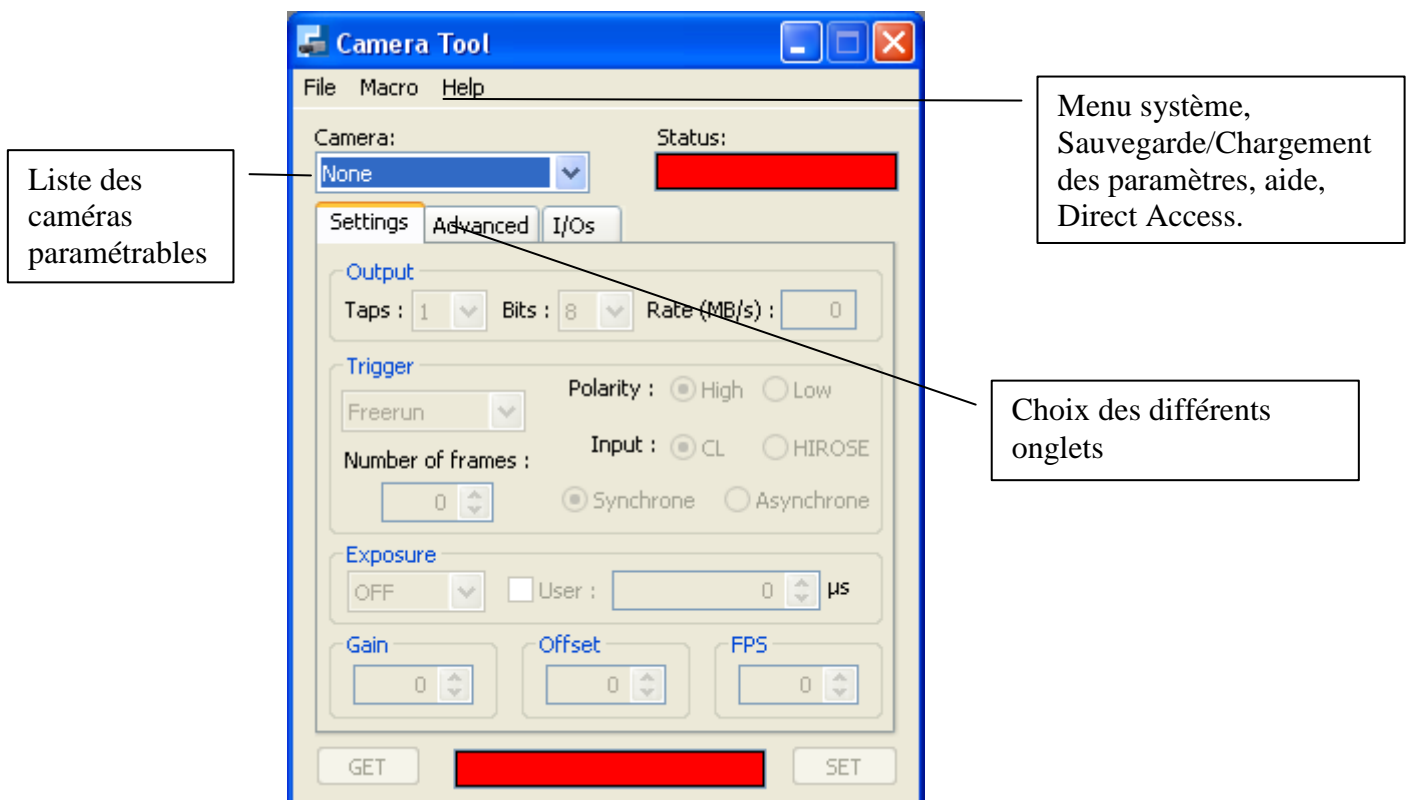 Camera Tool
File Macro Help
Menu système,
Sauvegarde/Chargement
des paramètres, aide,
Direct Access.
Camera: Status:
None
Liste des
caméras
paramétrables
Settings Advanced I/Os
Output
Taps : 1 Bits : 8 Rate (MB/s) : 0
Trigger
Freerun
Polarity : High Low
Input : CL HIROSE
Number of frames :
0
Synchrone Asynchrone
Choix des différents
onglets
Exposure
OFF User : 0 µs
Gain Offset FPS
0 0 0
GET SET